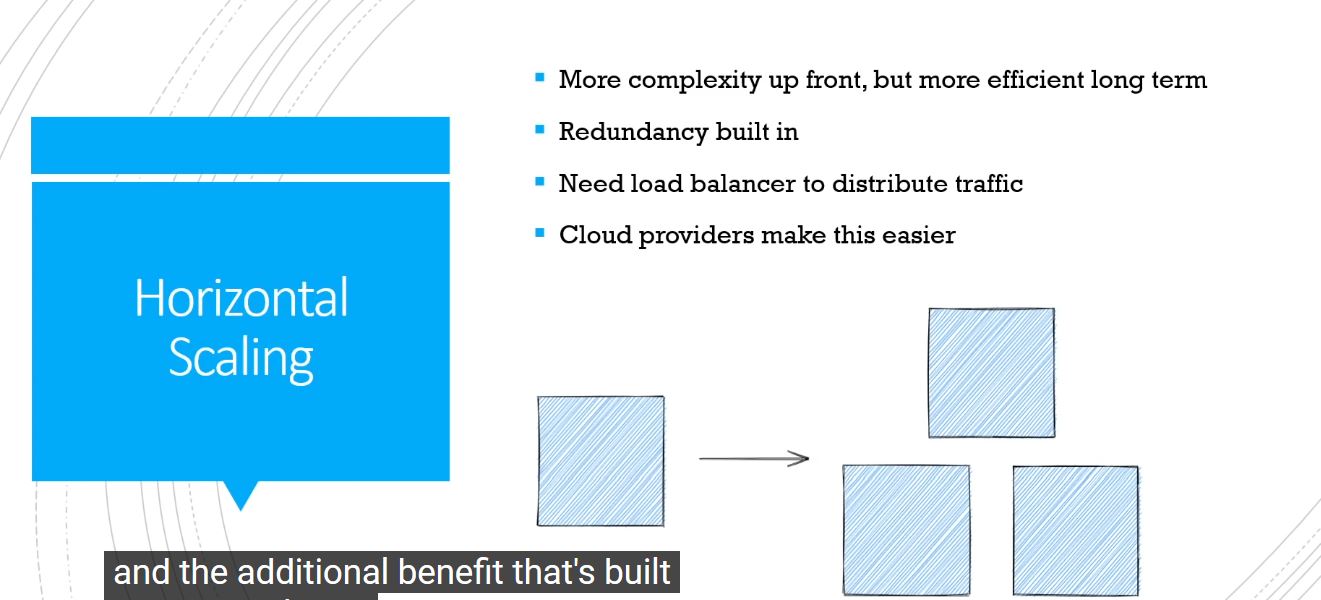 More complexity up front, but more efficient long term
Redundancy built in
Need load balancer to distribute traffic
Cloud providers make this easier
Horizontal
Scaling
and the additional benefit that's built